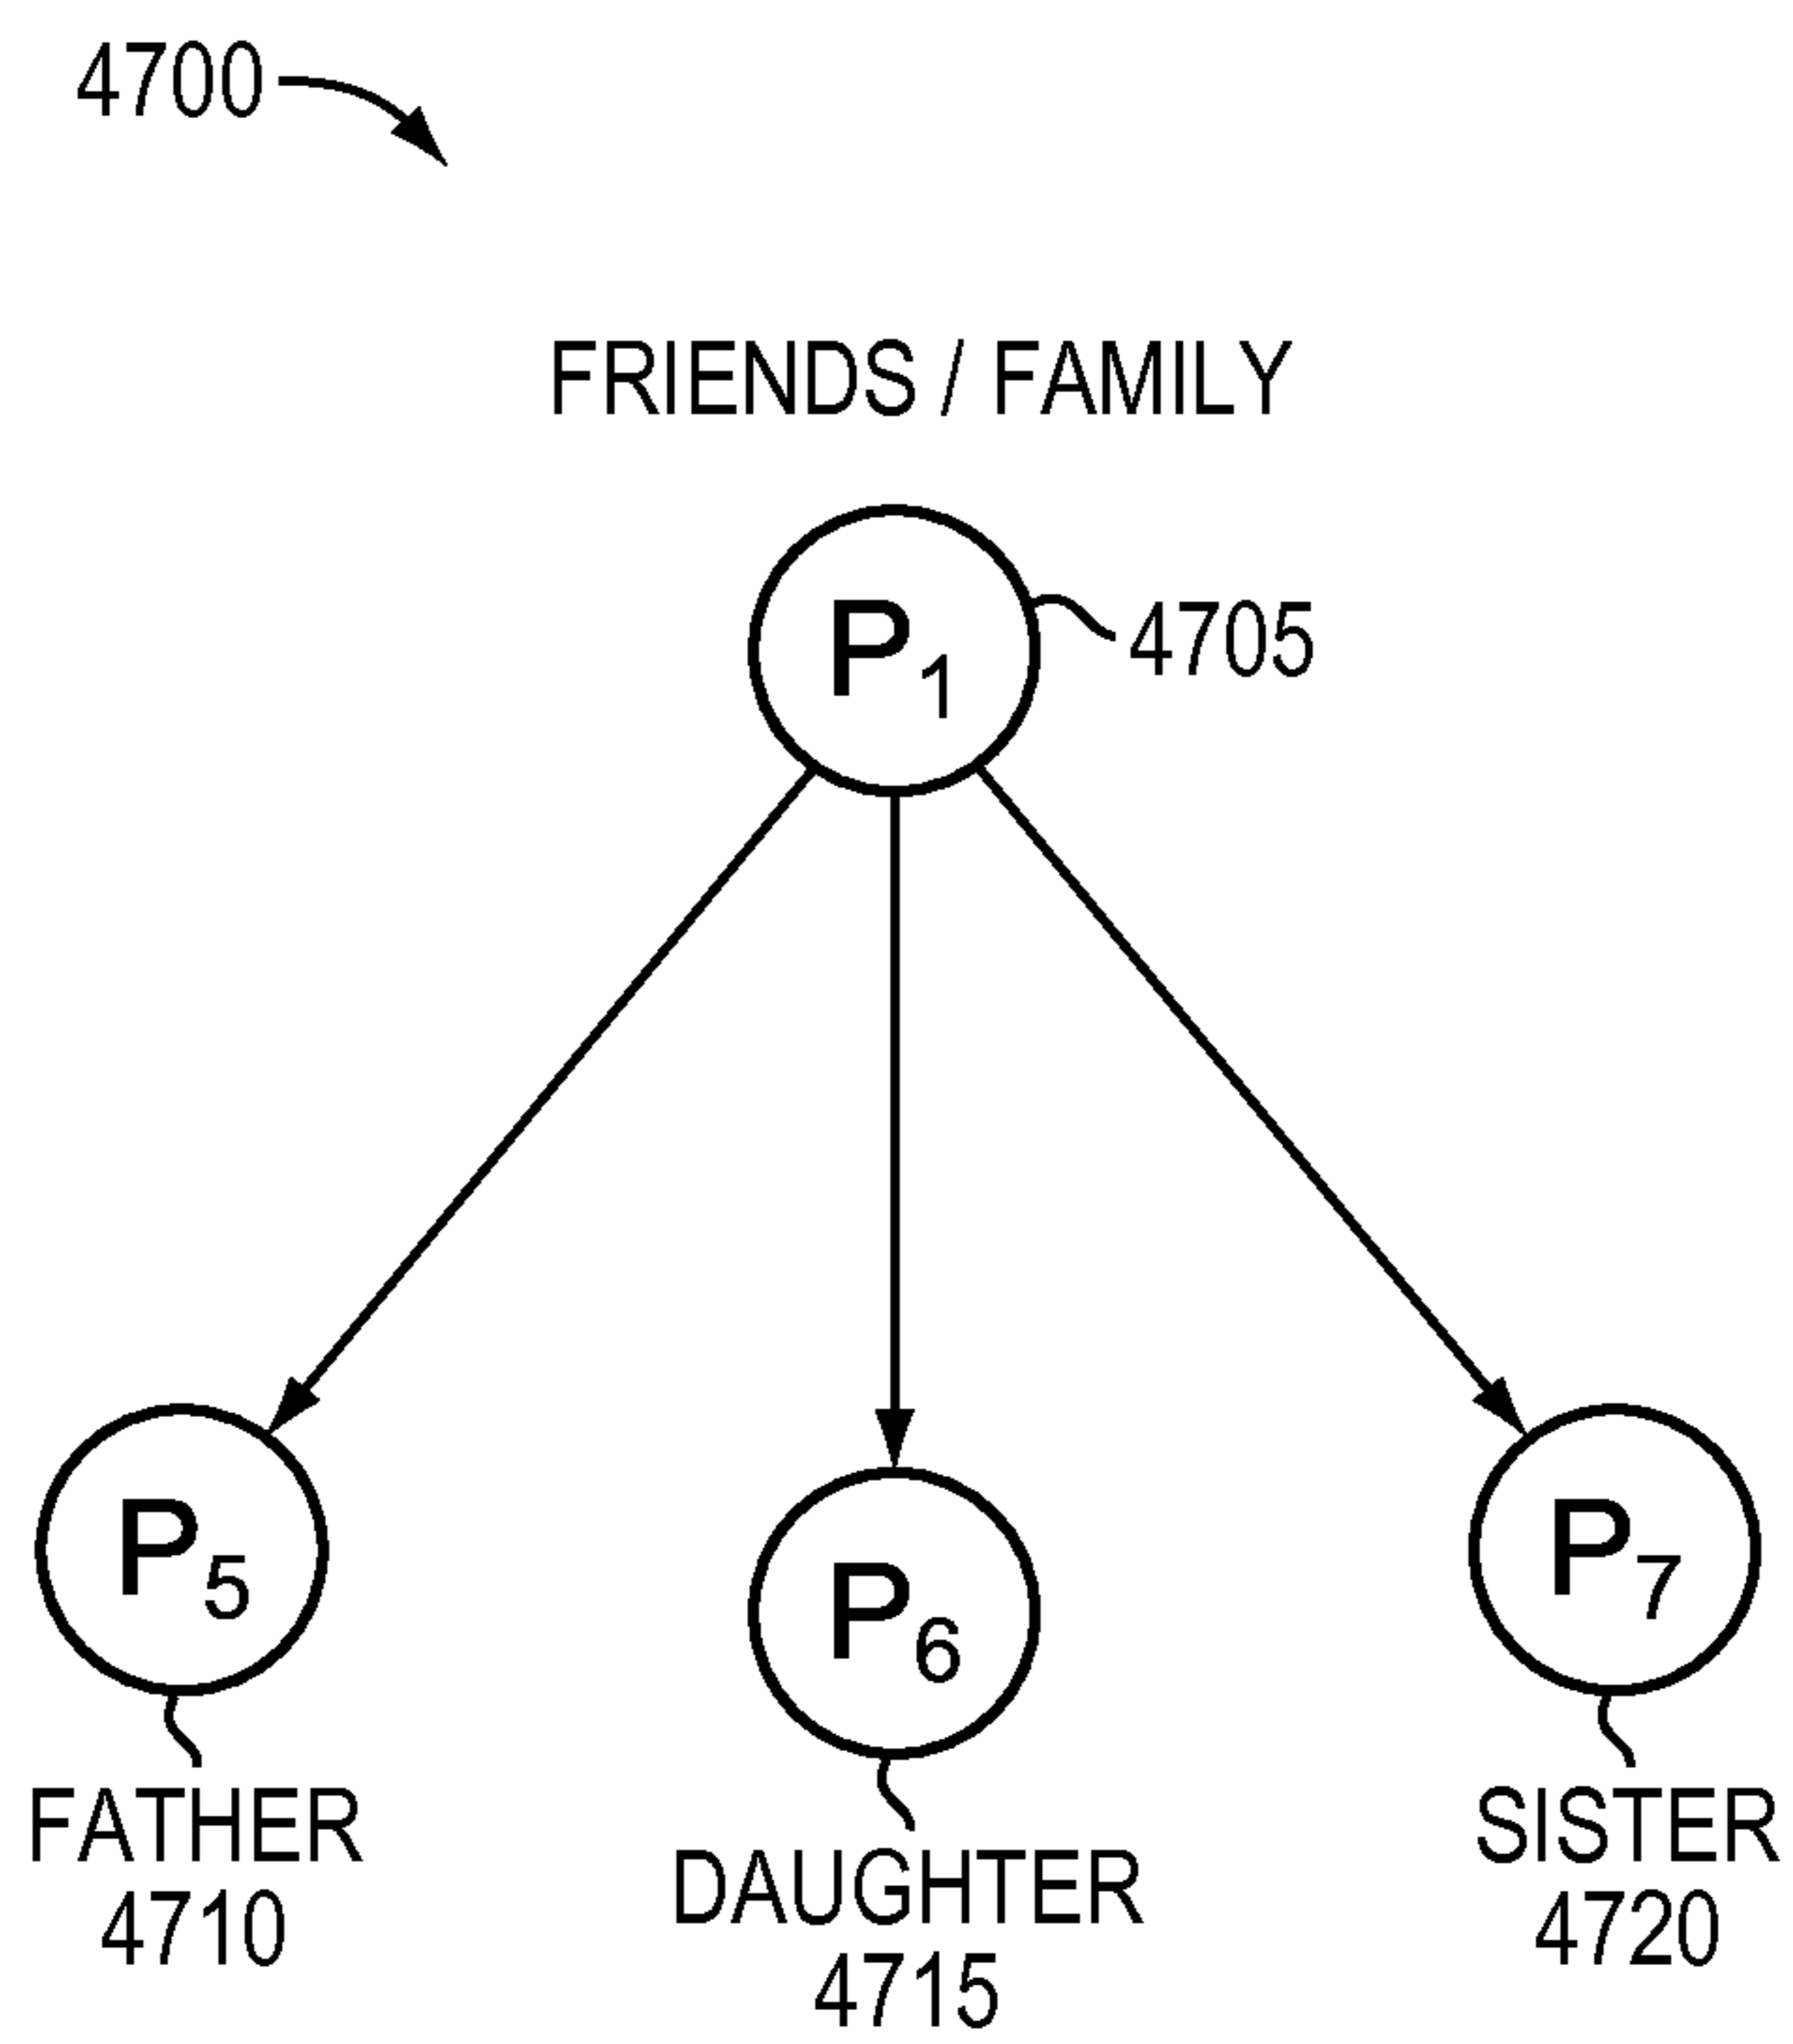 4700
FRIENDS / FAMILY
P1
4705
P5
P6
P7
FATHER
4710
DAUGHTER
4715
SISTER
4720